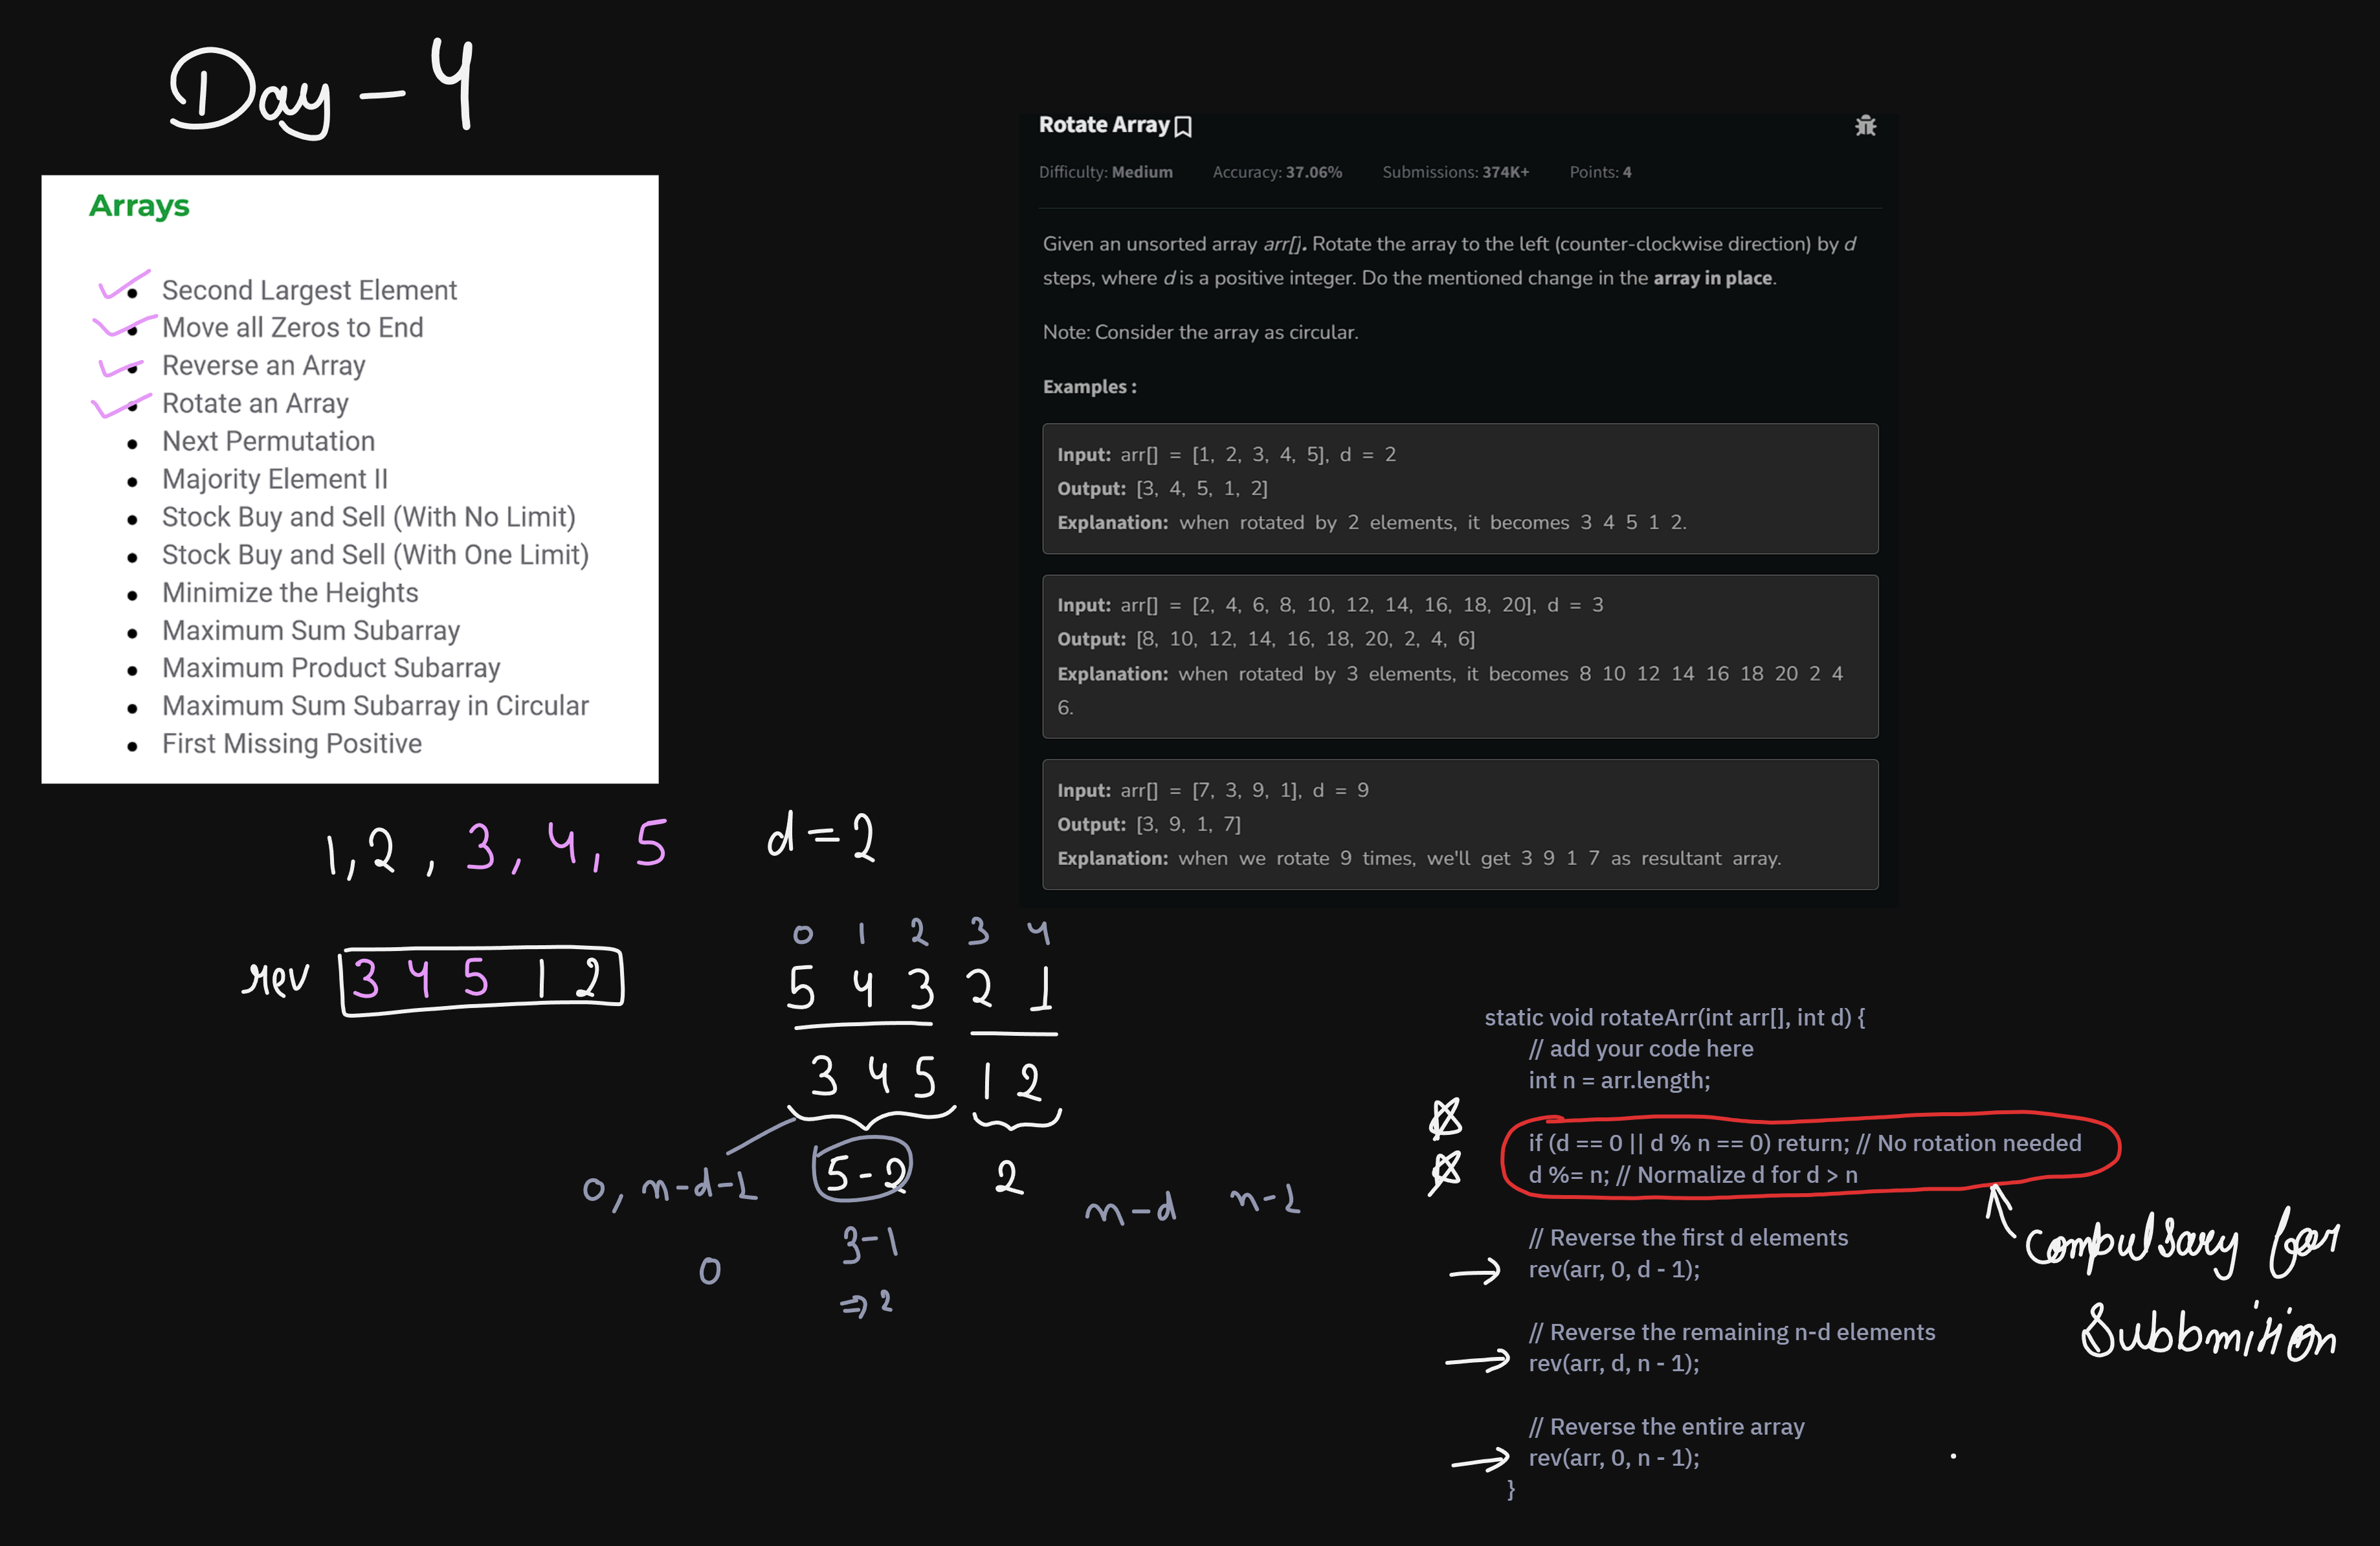 Day - 4
Arrays
• Second Largest Element
• Move all Zeros to End
• Reverse an Array
• Rotate an Array
• Next Permutation
• Majority Element II
• Stock Buy and Sell (With No Limit)
• Stock Buy and Sell (With One Limit)
• Minimize the Heights
• Maximum Sum Subarray
• Maximum Product Subarray
• Maximum Sum Subarray in Circular
• First Missing Positive
Rotate Array
Difficulty: Medium Accuracy: 37.06% Submissions: 374K+ Points: 4
Given an unsorted array arr[]. Rotate the array to the left (counter-clockwise direction) by d
steps, where d is a positive integer. Do the mentioned change in the array in place.
Note: Consider the array as circular.
Examples :
Input: arr[] = [1, 2, 3, 4, 5], d = 2
Output: [3, 4, 5, 1, 2]
Explanation: when rotated by 2 elements, it becomes 3 4 5 1 2.
Input: arr[] = [2, 4, 6, 8, 10, 12, 14, 16, 18, 20], d = 3
Output: [8, 10, 12, 14, 16, 18, 20, 2, 4, 6]
Explanation: when rotated by 3 elements, it becomes 8 10 12 14 16 18 20 2 4
6.
Input: arr[] = [7, 3, 9, 1], d = 9
Output: [3, 9, 1, 7]
Explanation: when we rotate 9 times, we'll get 3 9 1 7 as resultant array.
1, 2, 3, 4, 5 d = 2
rev 3 4 5 1 2
0 1 2 3 4
5 4 3 2 1
3 4 5 1 2
0, n-d-1 5-2 2 n-d n-1
0 3-1
⇒ 2
static void rotateArr(int arr[], int d) {
// add your code here
int n = arr.length;
if (d == 0 || d % n == 0) return; // No rotation needed
d %= n; // Normalize d for d > n
// Reverse the first d elements
rev(arr, 0, d - 1);
// Reverse the remaining n-d elements
rev(arr, d, n - 1);
// Reverse the entire array
rev(arr, 0, n - 1);
}
Compulsary for
Subbmition